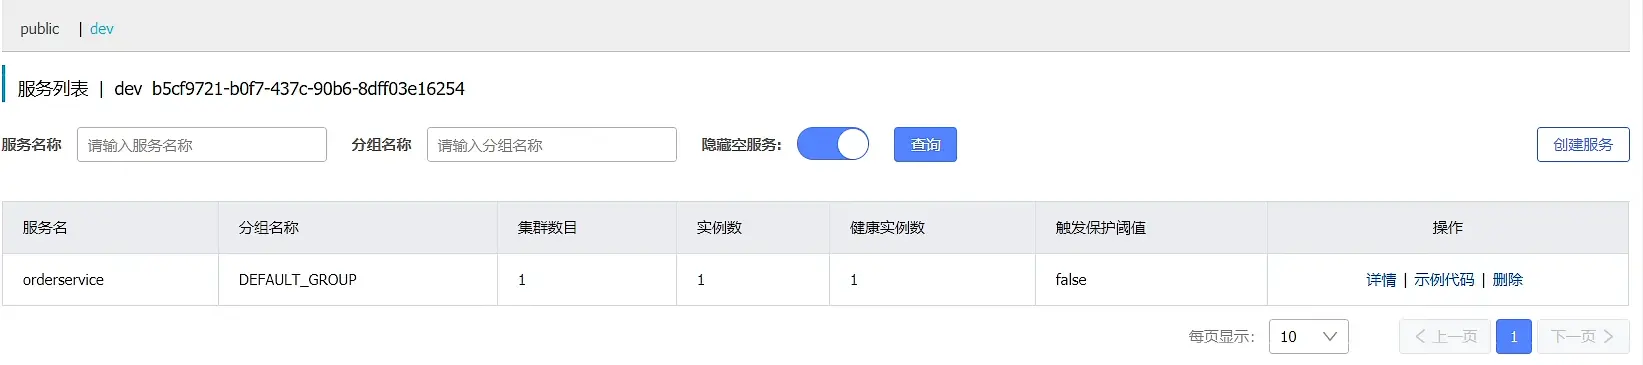 public | dev
服务列表 | dev b5cf9721-b0f7-437c-90b6-8dff03e16254
服务名称 请输入服务名称 分组名称 请输入分组名称 隐藏空服务: 查询 创建服务
服务名 分组名称 集群数目 实例数 健康实例数 触发保护阈值 操作
orderservice DEFAULT_GROUP 1 1 1 false 详情 | 示例代码 | 删除
每页显示: 10 上一页 1 下一页